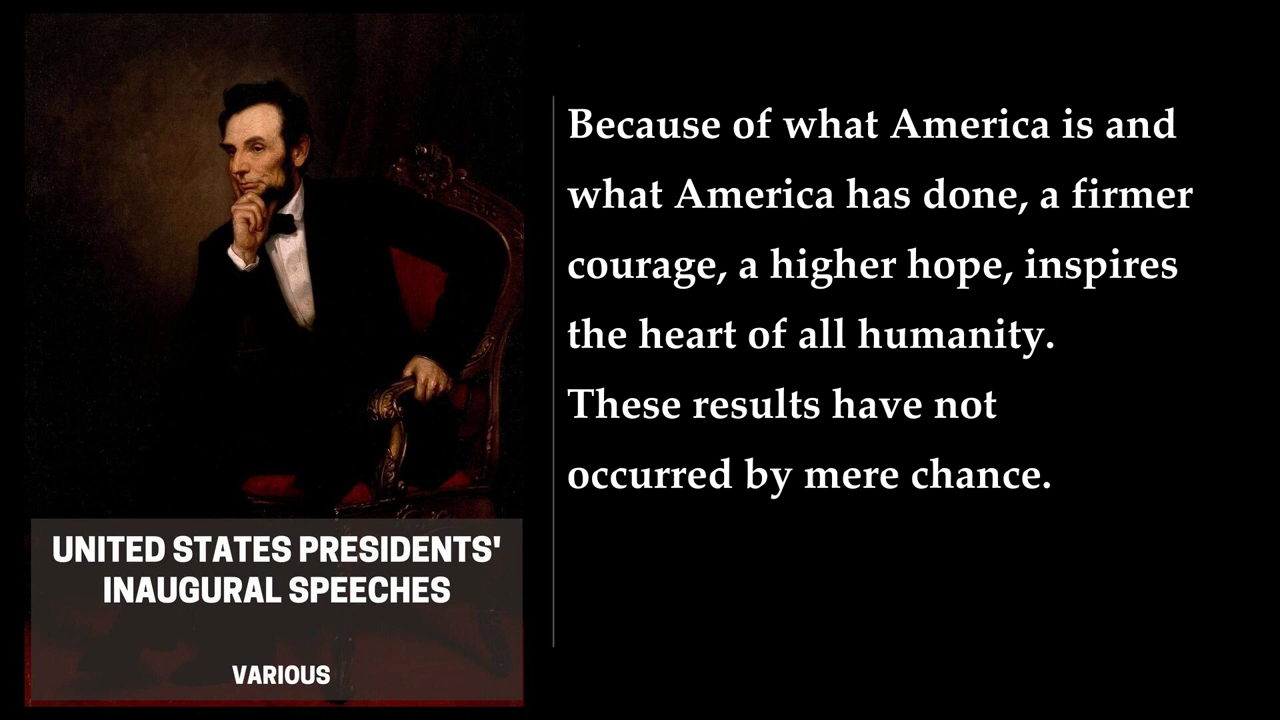 Because of what America is and
what America has done, a firmer
courage, a higher hope, inspires
the heart of all humanity.
These results have not
occurred by mere chance.
UNITED STATES PRESIDENTS'
INAUGURAL SPEECHES
VARIOUS